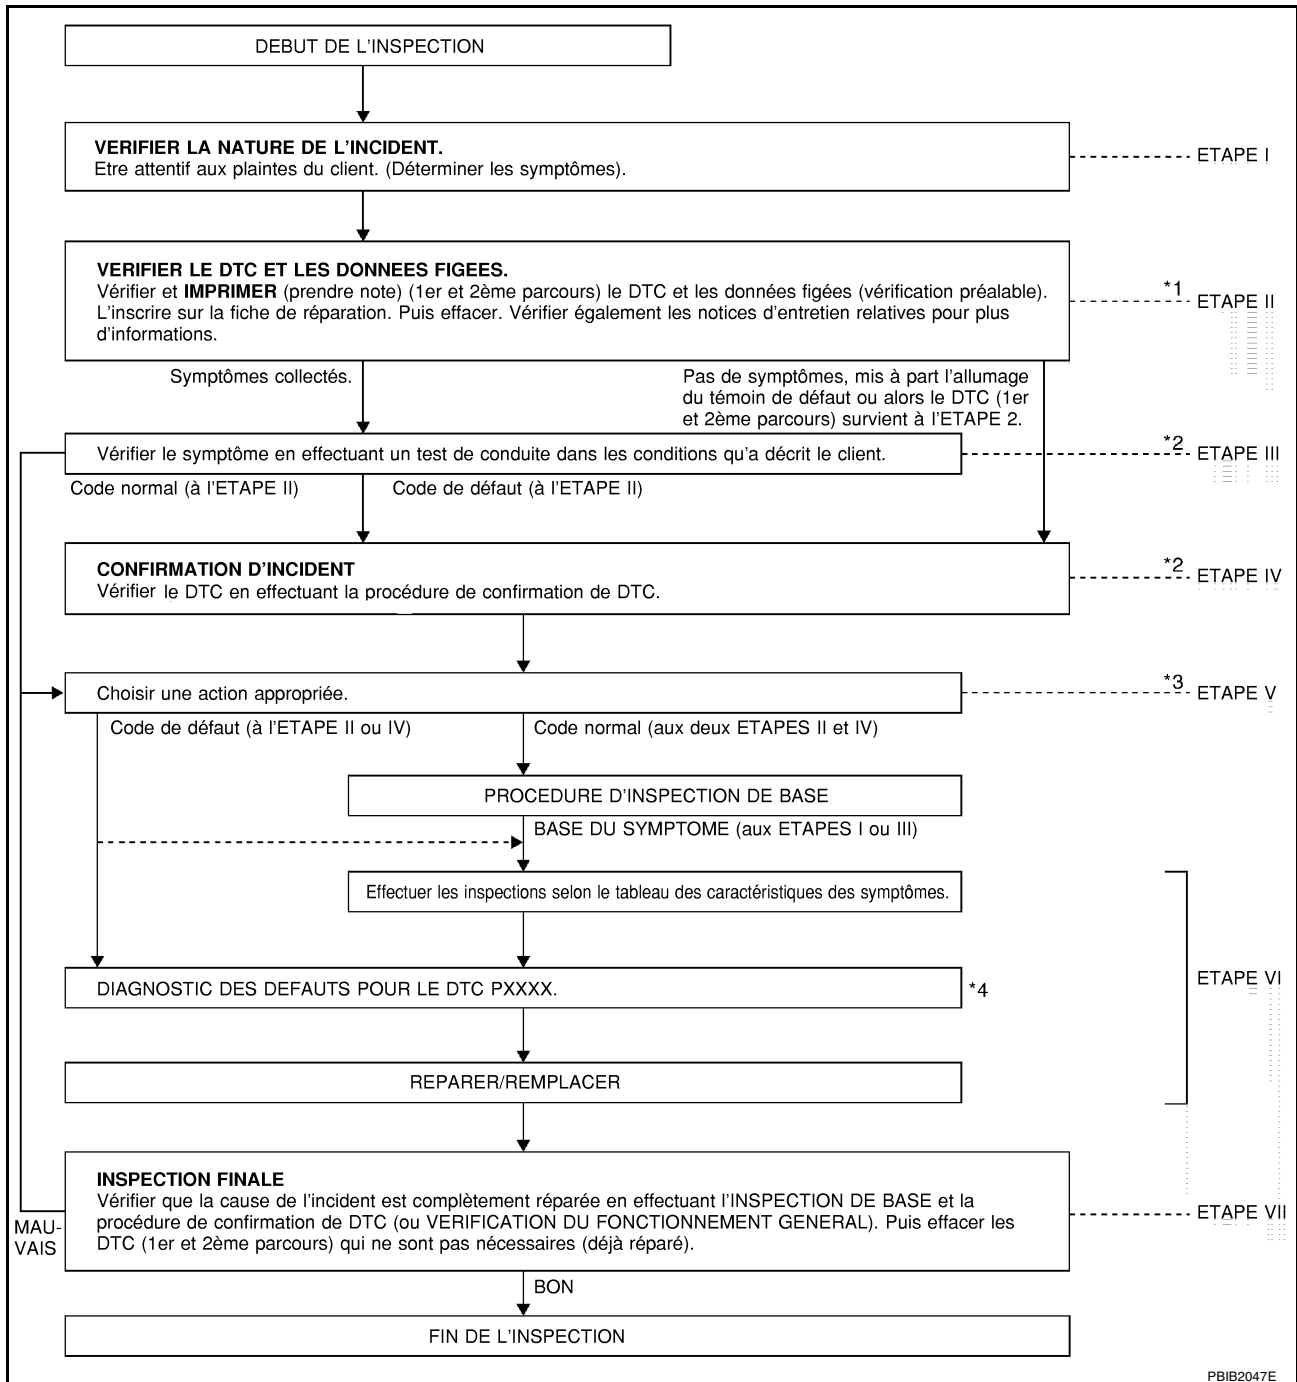 DEBUT DE L'INSPECTION
VERIFIER LA NATURE DE L'INCIDENT.
Etre attentif aux plaintes du client. (Déterminer les symptômes).
ETAPE I
VERIFIER LE DTC ET LES DONNEES FIGEES.
Vérifier et IMPRIMER (prendre note) (1er et 2ème parcours) le DTC et les données figées (vérification préalable).
L'inscrire sur la fiche de réparation. Puis effacer. Vérifier également les notices d'entretien relatives pour plus
d'informations.
*1
ETAPE II
Symptômes collectés.
Pas de symptômes, mis à part l'allumage
du témoin de défaut ou alors le DTC (1er
et 2ème parcours) survient à l'ETAPE 2.
Vérifier le symptôme en effectuant un test de conduite dans les conditions qu'a décrit le client.
*2
ETAPE III
Code normal (à l'ETAPE II)
Code de défaut (à l'ETAPE II)
CONFIRMATION D'INCIDENT
Vérifier le DTC en effectuant la procédure de confirmation de DTC.
*2
ETAPE IV
Choisir une action appropriée.
*3
ETAPE V
Code de défaut (à l'ETAPE II ou IV)
Code normal (aux deux ETAPES II et IV)
PROCEDURE D'INSPECTION DE BASE
BASE DU SYMPTOME (aux ETAPES I ou III)
Effectuer les inspections selon le tableau des caractéristiques des symptômes.
DIAGNOSTIC DES DEFAUTS POUR LE DTC PXXXX.
*4
ETAPE VI
REPARER/REMPLACER
INSPECTION FINALE
Vérifier que la cause de l'incident est complètement réparée en effectuant l'INSPECTION DE BASE et la
procédure de confirmation de DTC (ou VERIFICATION DU FONCTIONNEMENT GENERAL). Puis effacer les
DTC (1er et 2ème parcours) qui ne sont pas nécessaires (déjà réparé).
ETAPE VII
MAU-
VAIS
BON
FIN DE L'INSPECTION
PBIB2047E